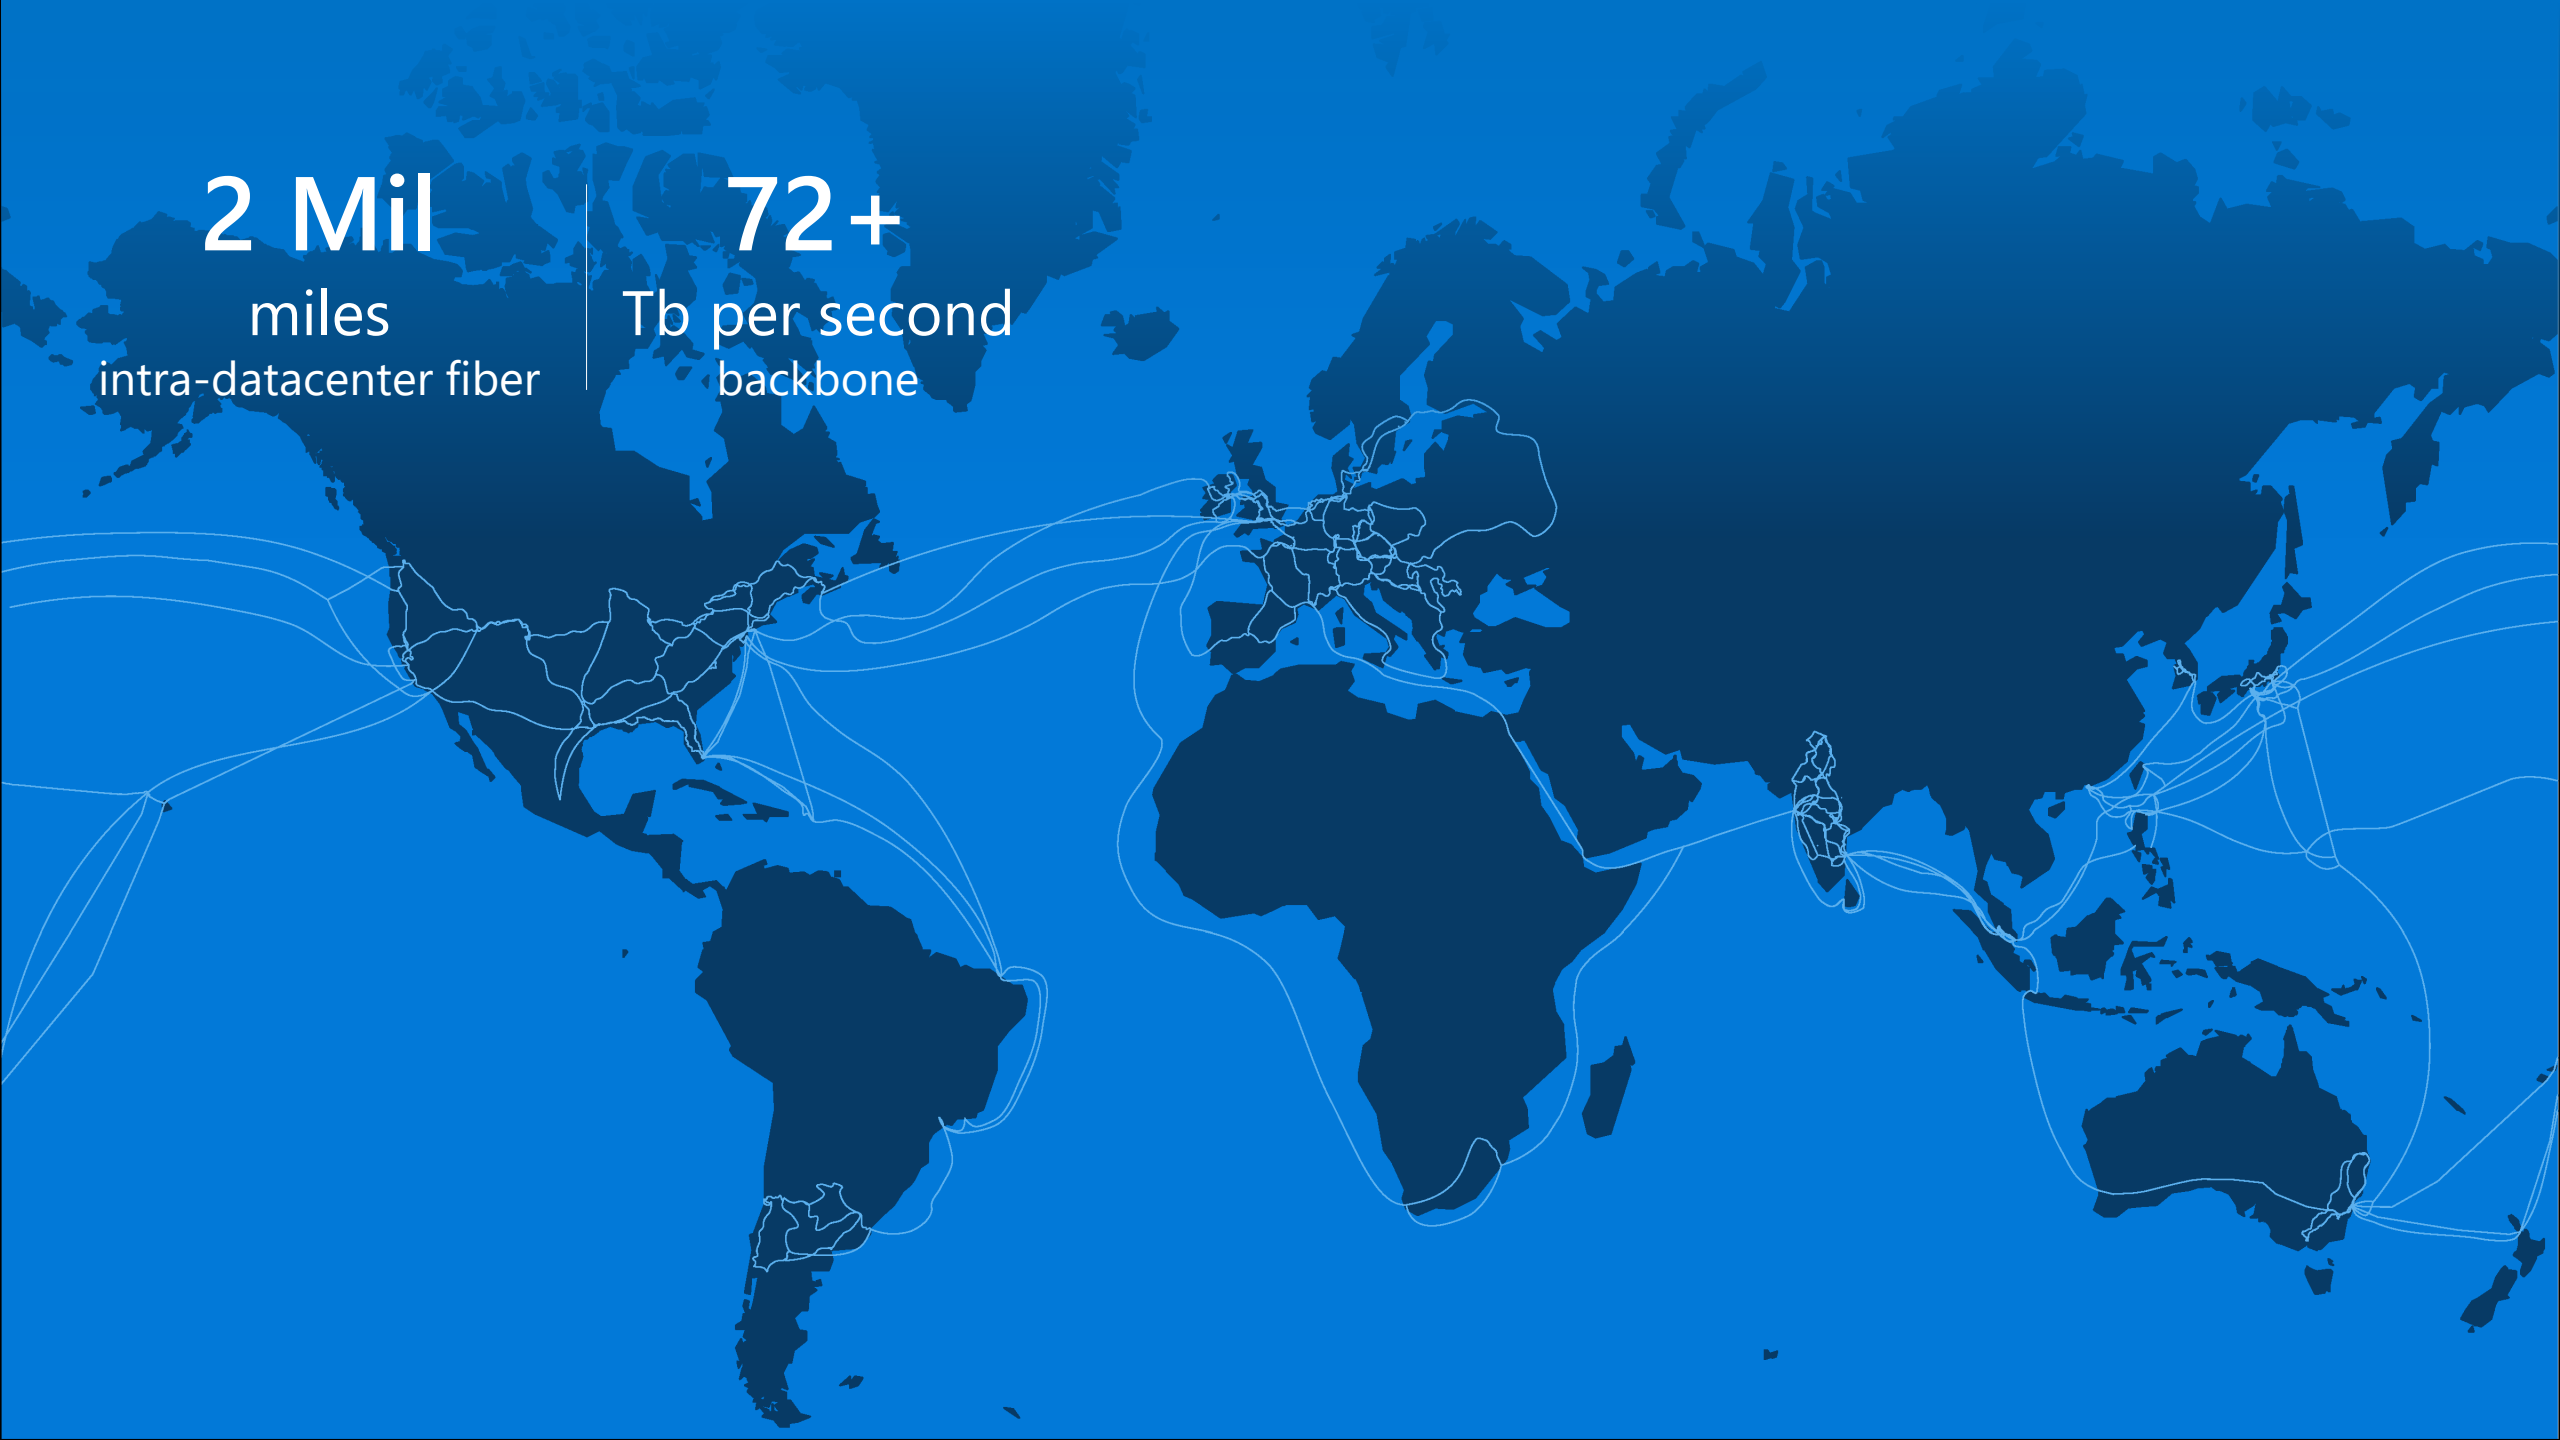 2 Mil
miles
intra-datacenter fiber
72+
Tb per second
backbone